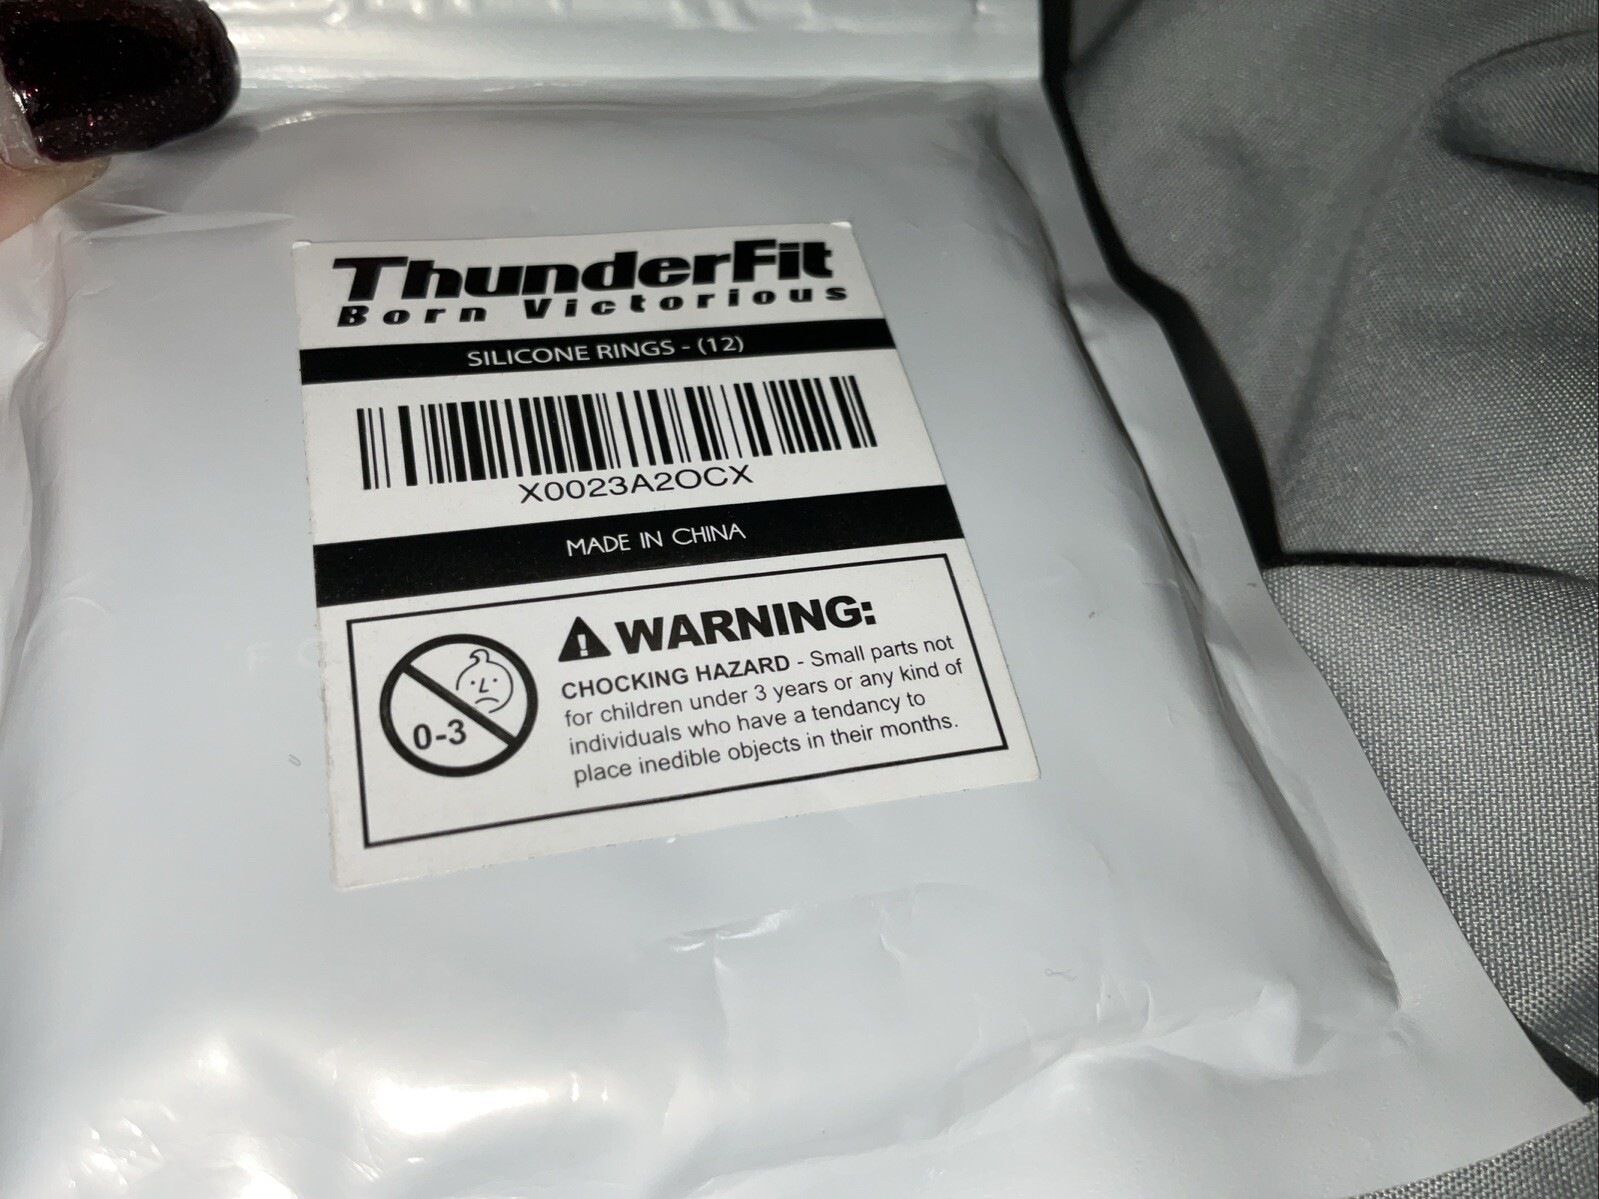 ThunderFit
Born Victorious
SILICONE RINGS - (12)
X0023A2OCX
MADE IN CHINA
WARNING:
CHOCKING HAZARD - Small parts not
for children under 3 years or any kind of
individuals who have a tendancy to
place inedible objects in their months.
0-3